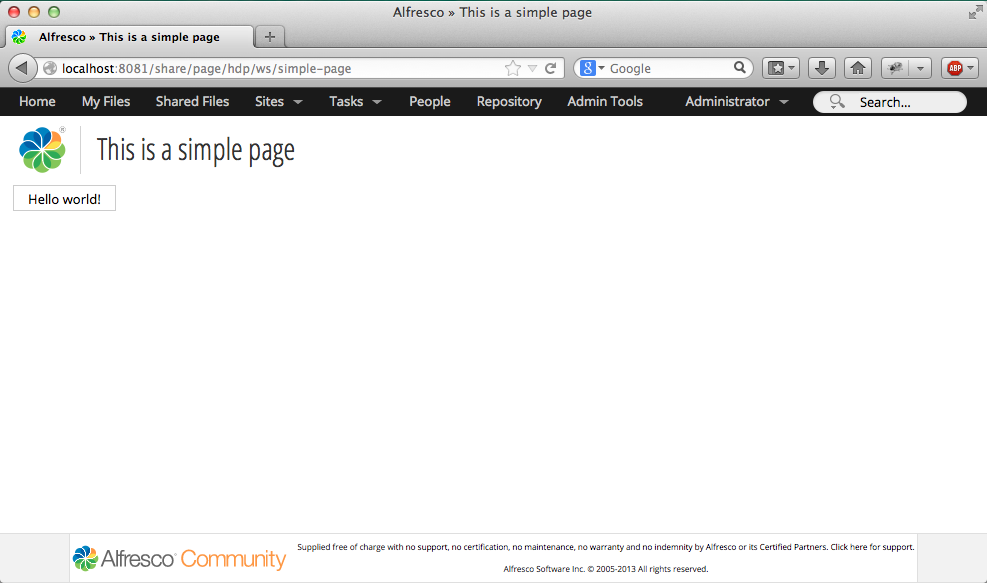 Alfresco » This is a simple page
Alfresco » This is a simple page
localhost:8081/share/page/hdp/ws/simple-page
Google
ABP
Home My Files Shared Files Sites Tasks People Repository Admin Tools Administrator Search...
This is a simple page
Hello world!
Alfresco Community
Supplied free of charge with no support, no certification, no maintenance, no warranty and no indemnity by Alfresco or its Certified Partners. Click here for support.
Alfresco Software Inc. © 2005-2013 All rights reserved.